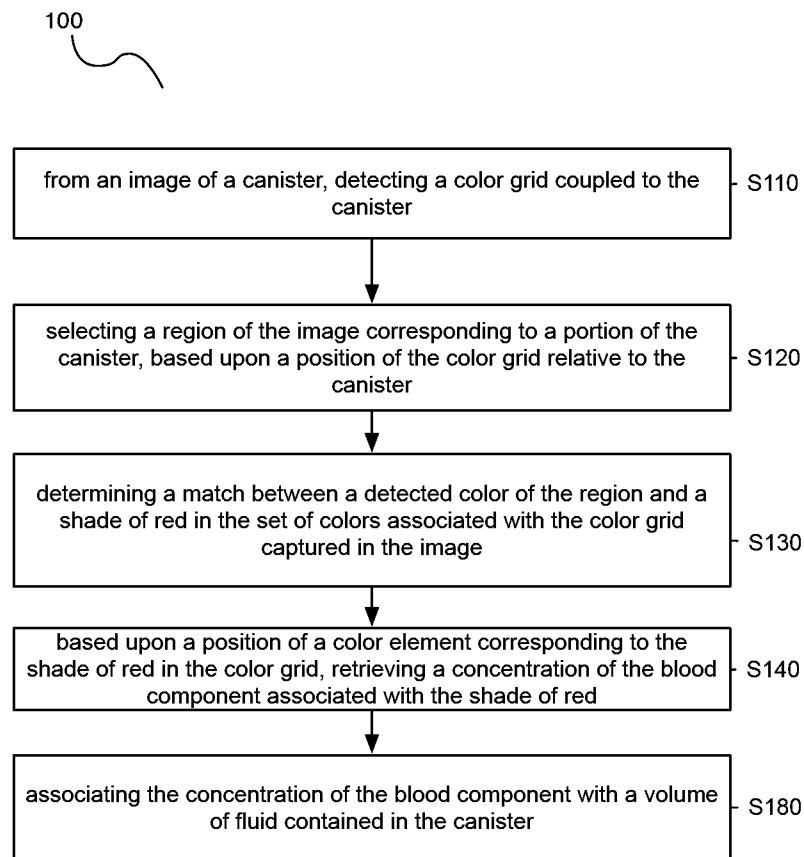 100
from an image of a canister, detecting a color grid coupled to the
canister
S110
selecting a region of the image corresponding to a portion of the
canister, based upon a position of the color grid relative to the
canister
S120
determining a match between a detected color of the region and a
shade of red in the set of colors associated with the color grid
captured in the image
S130
based upon a position of a color element corresponding to the
shade of red in the color grid, retrieving a concentration of the blood
component associated with the shade of red
S140
associating the concentration of the blood component with a volume
of fluid contained in the canister
S180